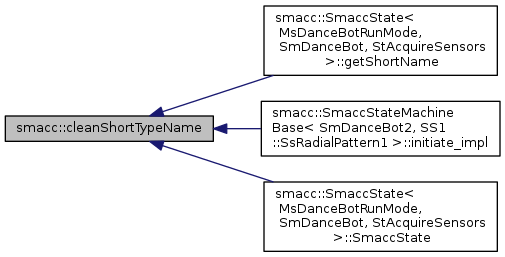 smacc::SmaccState<
MsDanceBotRunMode,
SmDanceBot, StAcquireSensors
>::getShortName
smacc::cleanShortTypeName
smacc::SmaccStateMachine
Base< SmDanceBot2, SS1
::SsRadialPattern1 >::initiate_impl
smacc::SmaccState<
MsDanceBotRunMode,
SmDanceBot, StAcquireSensors
>::SmaccState